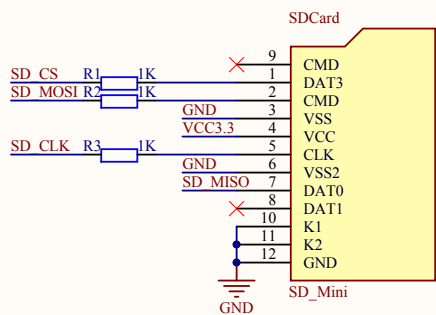 SDCard
9 CMD
SD_CS R1 1K 1 DAT3
SD_MOSI R2 1K 2 CMD
GND 3 VSS
VCC3.3 4 VCC
SD_CLK R3 1K 5 CLK
GND 6 VSS2
SD_MISO 7 DAT0
8 DAT1
10 K1
11 K2
12 GND
SD_Mini
GND